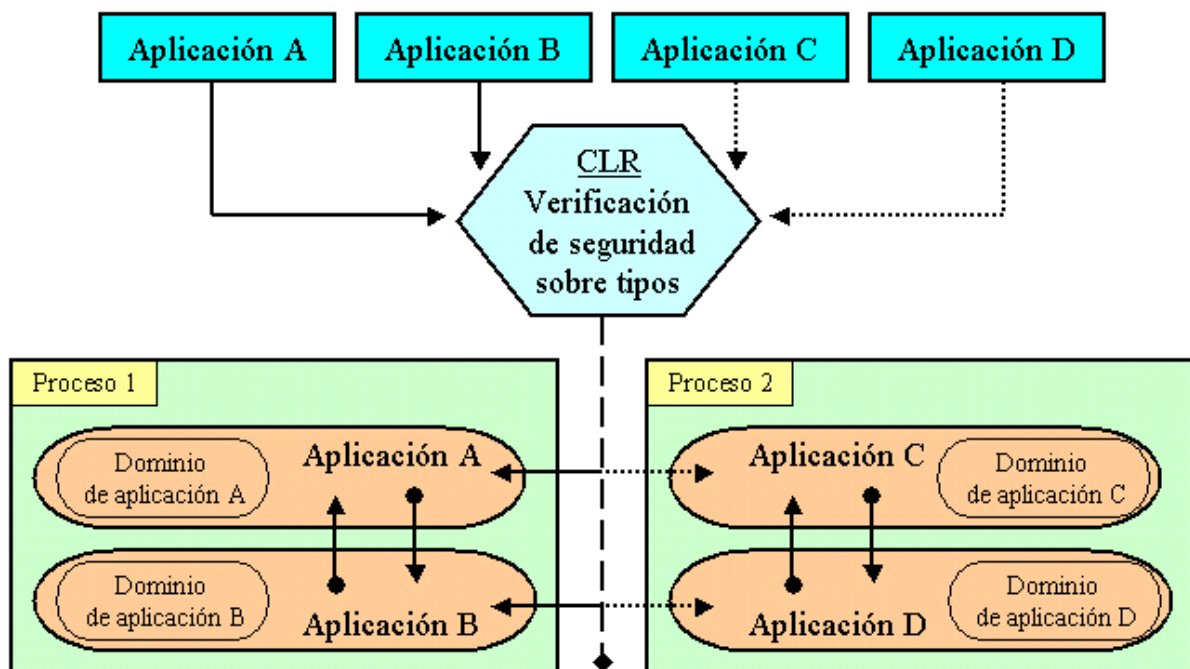 Aplicación A
Aplicación B
Aplicación C
Aplicación D
CLR
Verificación
de seguridad
sobre tipos
Proceso 1
Dominio
de aplicación A
Aplicación A
Dominio
de aplicación B
Aplicación B
Proceso 2
Aplicación C
Dominio
de aplicación C
Aplicación D
Dominio
de aplicación D